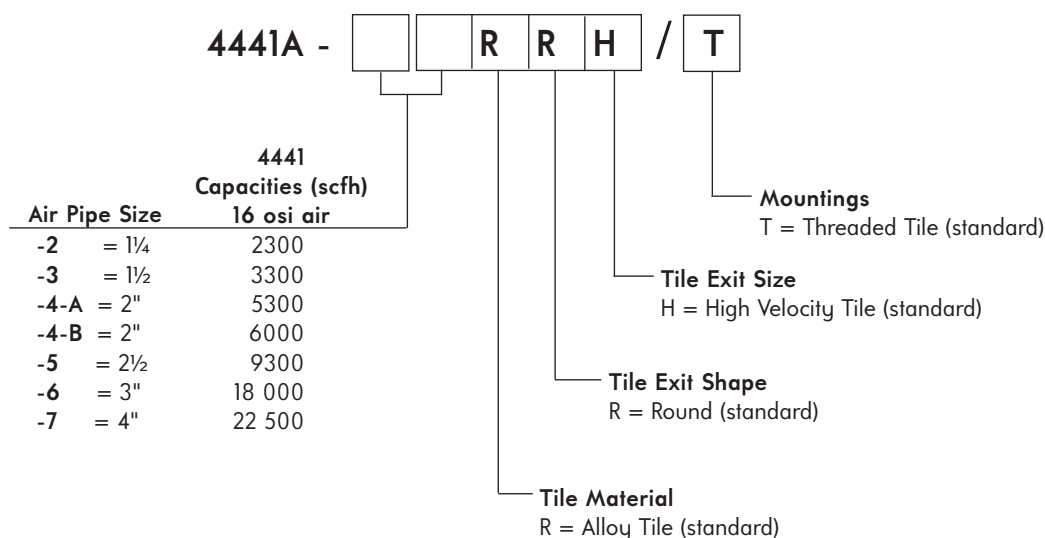 4441A - R R H / T
4441
Capacities (scfh)
Air Pipe Size 16 osi air
-2 = 1¼ 2300
-3 = 1½ 3300
-4-A = 2" 5300
-4-B = 2" 6000
-5 = 2½ 9300
-6 = 3" 18 000
-7 = 4" 22 500
Mountings
T = Threaded Tile (standard)
Tile Exit Size
H = High Velocity Tile (standard)
Tile Exit Shape
R = Round (standard)
Tile Material
R = Alloy Tile (standard)